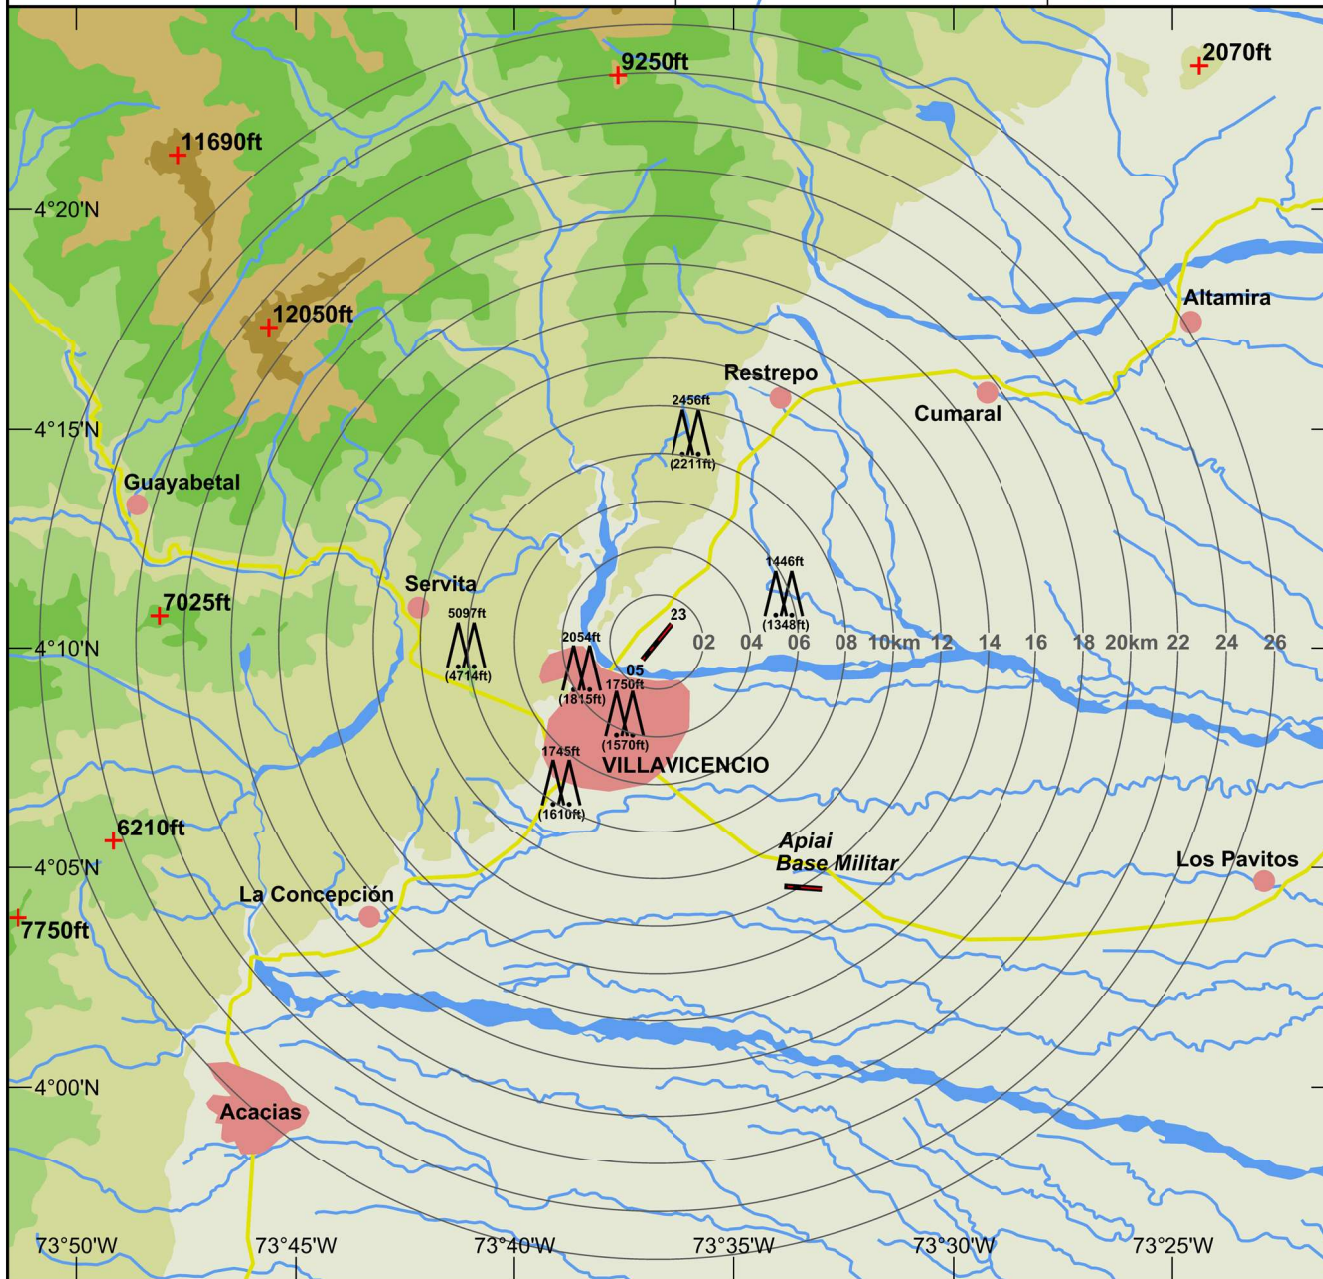 9250ft
2070ft
11690ft
4°20'N
12050ft
Altamira
Restrepo
2456ft
Cumaral
4°15'N
(2211ft)
Guayabetal
1446ft
Servita
7025ft
5097ft
23
(1348ft)
2054ft
4°10'N
02 04 06 08 10km 12 14 16 18 20km 22 24 26
(4714ft)
05
1750ft
(1815ft)
(1570ft)
1745ft
VILLAVICENCIO
(1610ft)
6210ft
Apiai
Base Militar
Los Pavitos
4°05'N
La Concepción
7750ft
4°00'N
Acacias
73°50'W 73°45'W 73°40'W 73°35'W 73°30'W 73°25'W